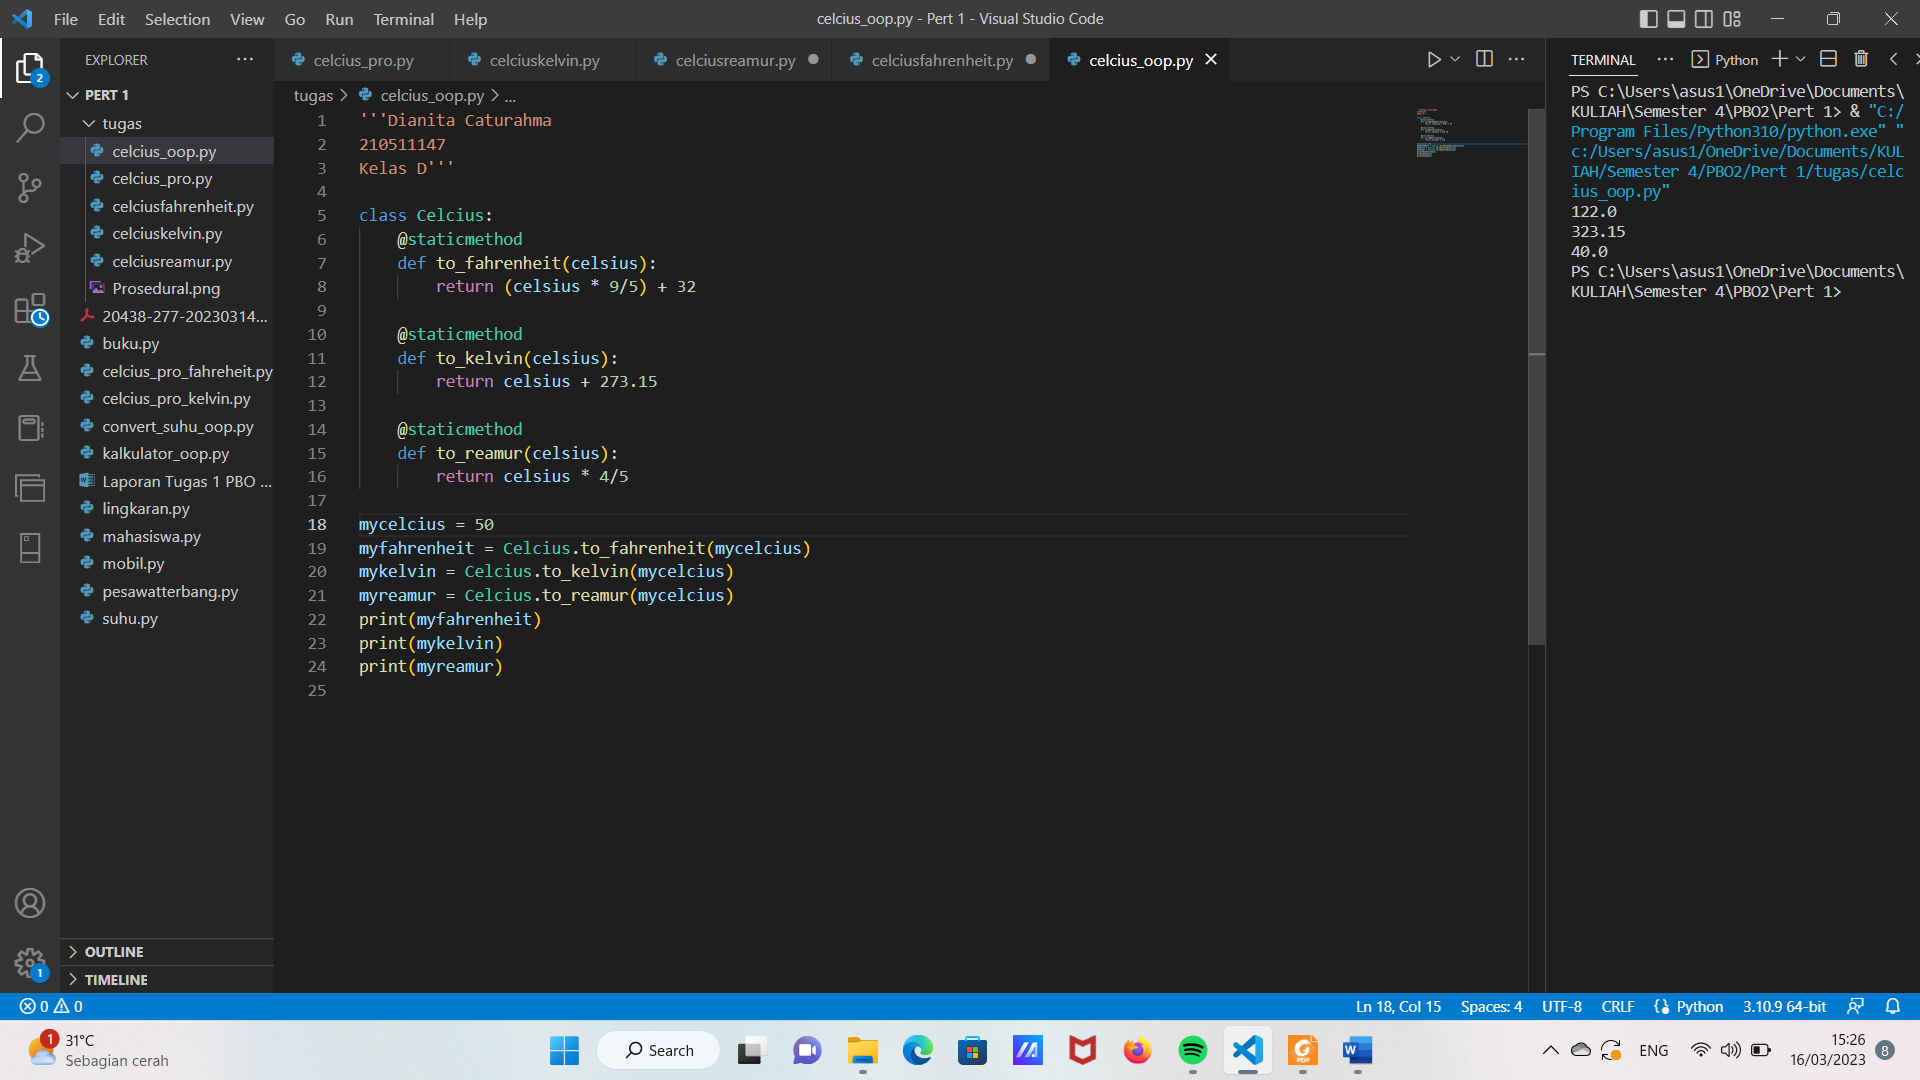 File Edit Selection View Go Run Terminal Help
celcius_oop.py - Pert 1 - Visual Studio Code
EXPLORER
PERT 1
tugas
celcius_oop.py
celcius_pro.py
celciusfahrenheit.py
celciuskelvin.py
celciusreamur.py
Prosedural.png
20438-277-20230314...
buku.py
celcius_pro_fahreheit.py
celcius_pro_kelvin.py
convert_suhu_oop.py
kalkulator_oop.py
Laporan Tugas 1 PBO ...
lingkaran.py
mahasiswa.py
mobil.py
pesawatterbang.py
suhu.py
OUTLINE
TIMELINE
celcius_pro.py celciuskelvin.py celciusreamur.py celciusfahrenheit.py celcius_oop.py
tugas > celcius_oop.py > ...
1 '''Dianita Caturahma
2 210511147
3 Kelas D'''
4
5 class Celcius:
6 @staticmethod
7 def to_fahrenheit(celsius):
8 return (celsius * 9/5) + 32
9
10 @staticmethod
11 def to_kelvin(celsius):
12 return celsius + 273.15
13
14 @staticmethod
15 def to_reamur(celsius):
16 return celsius * 4/5
17
18 mycelcius = 50
19 myfahrenheit = Celcius.to_fahrenheit(mycelcius)
20 mykelvin = Celcius.to_kelvin(mycelcius)
21 myreamur = Celcius.to_reamur(mycelcius)
22 print(myfahrenheit)
23 print(mykelvin)
24 print(myreamur)
25
TERMINAL Python
PS C:\Users\asus1\OneDrive\Documents\
KULIAH\Semester 4\PBO2\Pert 1> & "C:/
Program Files/Python310/python.exe" "
c:/Users/asus1/OneDrive/Documents/KUL
IAH/Semester 4/PBO2/Pert 1/tugas/celc
ius_oop.py"
122.0
323.15
40.0
PS C:\Users\asus1\OneDrive\Documents\
KULIAH\Semester 4\PBO2\Pert 1>
2
1
0 0
Ln 18, Col 15 Spaces: 4 UTF-8 CRLF {} Python 3.10.9 64-bit
1
31°C
Sebagian cerah
Search
ENG
15:26
16/03/2023
8